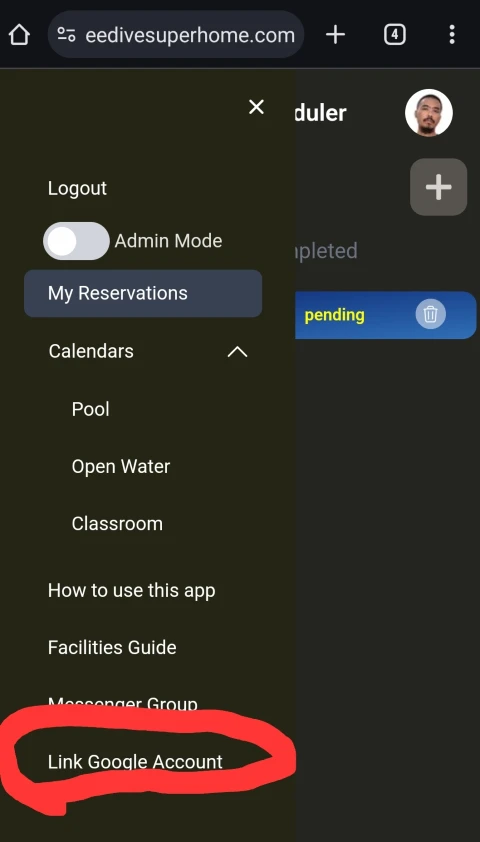 eedivesuperhome.com
4
duler
Logout
Admin Mode
My Reservations
pending
Calendars
Pool
Open Water
Classroom
How to use this app
Facilities Guide
Messenger Group
Link Google Account